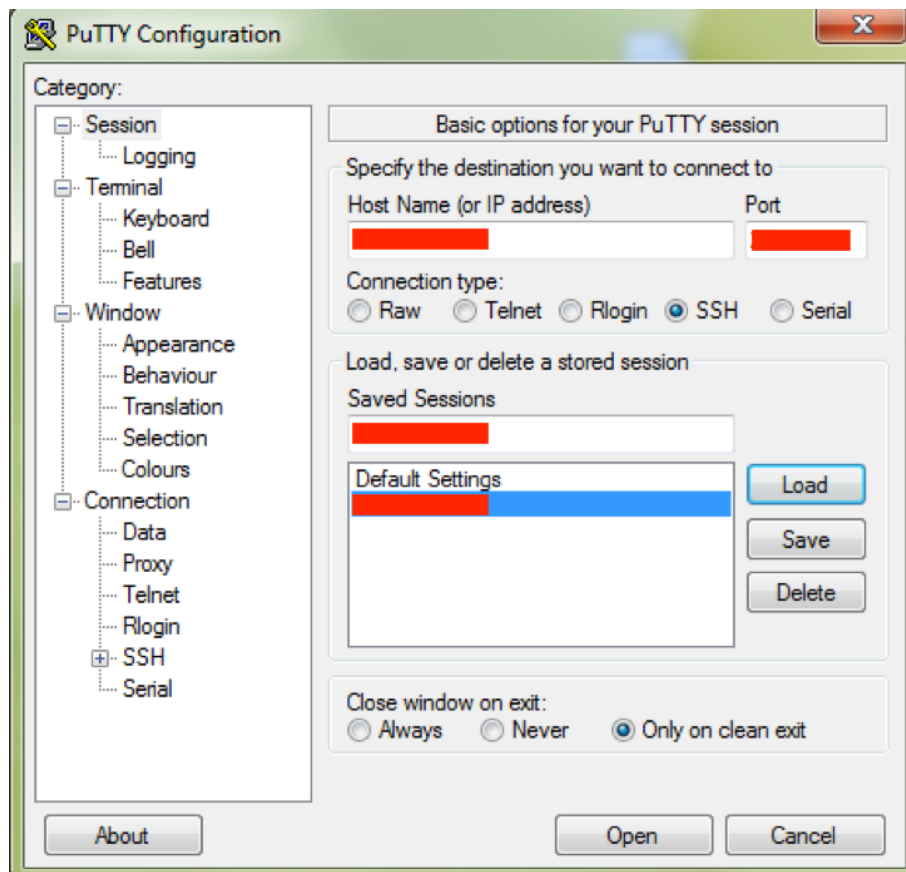 PuTTY Configuration
Category:
Session
Logging
Terminal
Keyboard
Bell
Features
Window
Appearance
Behaviour
Translation
Selection
Colours
Connection
Data
Proxy
Telnet
Rlogin
SSH
Serial
Basic options for your PuTTY session
Specify the destination you want to connect to
Host Name (or IP address) Port
Connection type:
Raw Telnet Rlogin SSH Serial
Load, save or delete a stored session
Saved Sessions
Default Settings
Load
Save
Delete
Close window on exit:
Always Never Only on clean exit
About Open Cancel